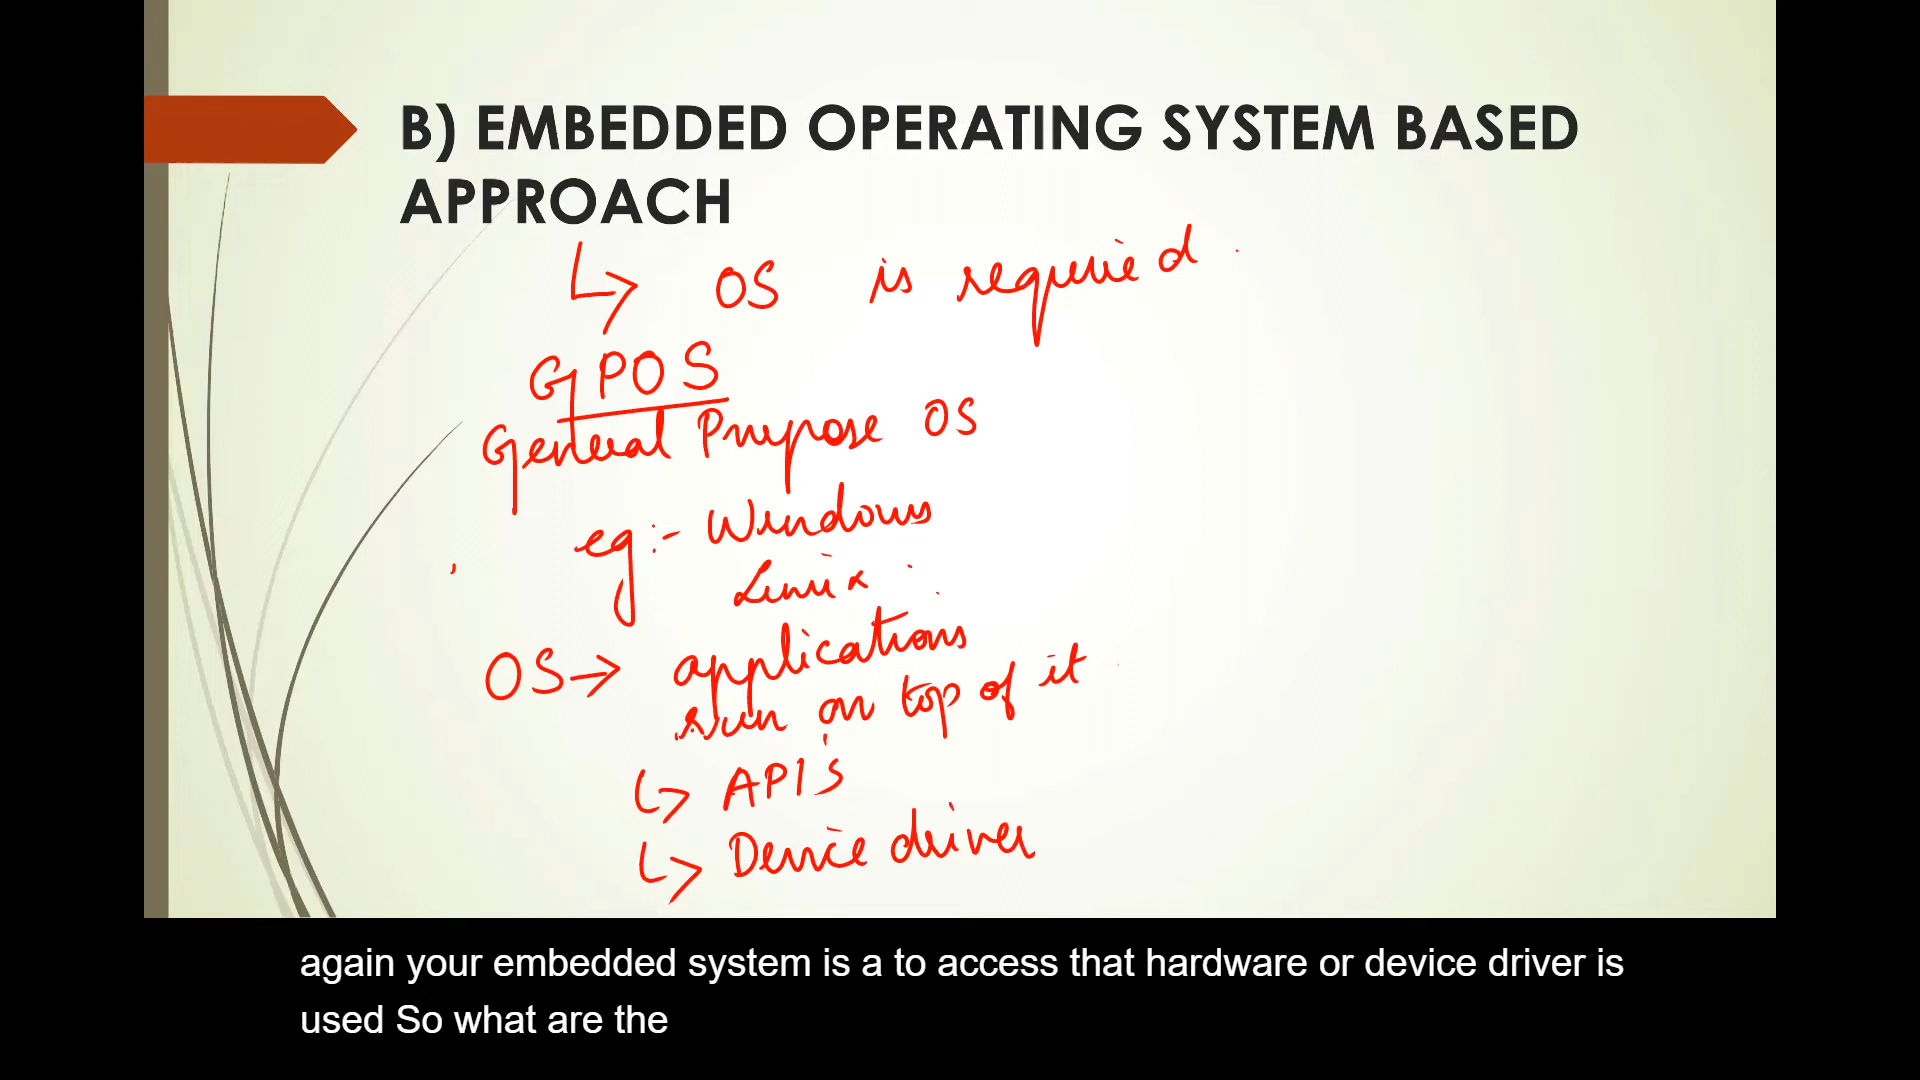 B) EMBEDDED OPERATING SYSTEM BASED
APPROACH
OS is required
GPOS
General Purpose OS
eg:- Windows
Linux
OS → applications
run on top of it
API's
Device driver
again your embedded system is a to access that hardware or device driver is
used So what are the